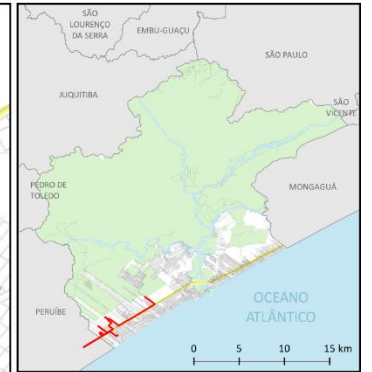 SÃO
LOURENÇO
DA SERRA
EMBU-GUAÇU
SÃO PAULO
JUQUITIBA
SÃO
VICENTE
PEDRO DE
TOLEDO
MONGAGUÁ
PERUÍBE
OCEANO
ATLÂNTICO
0 5 10 15 km